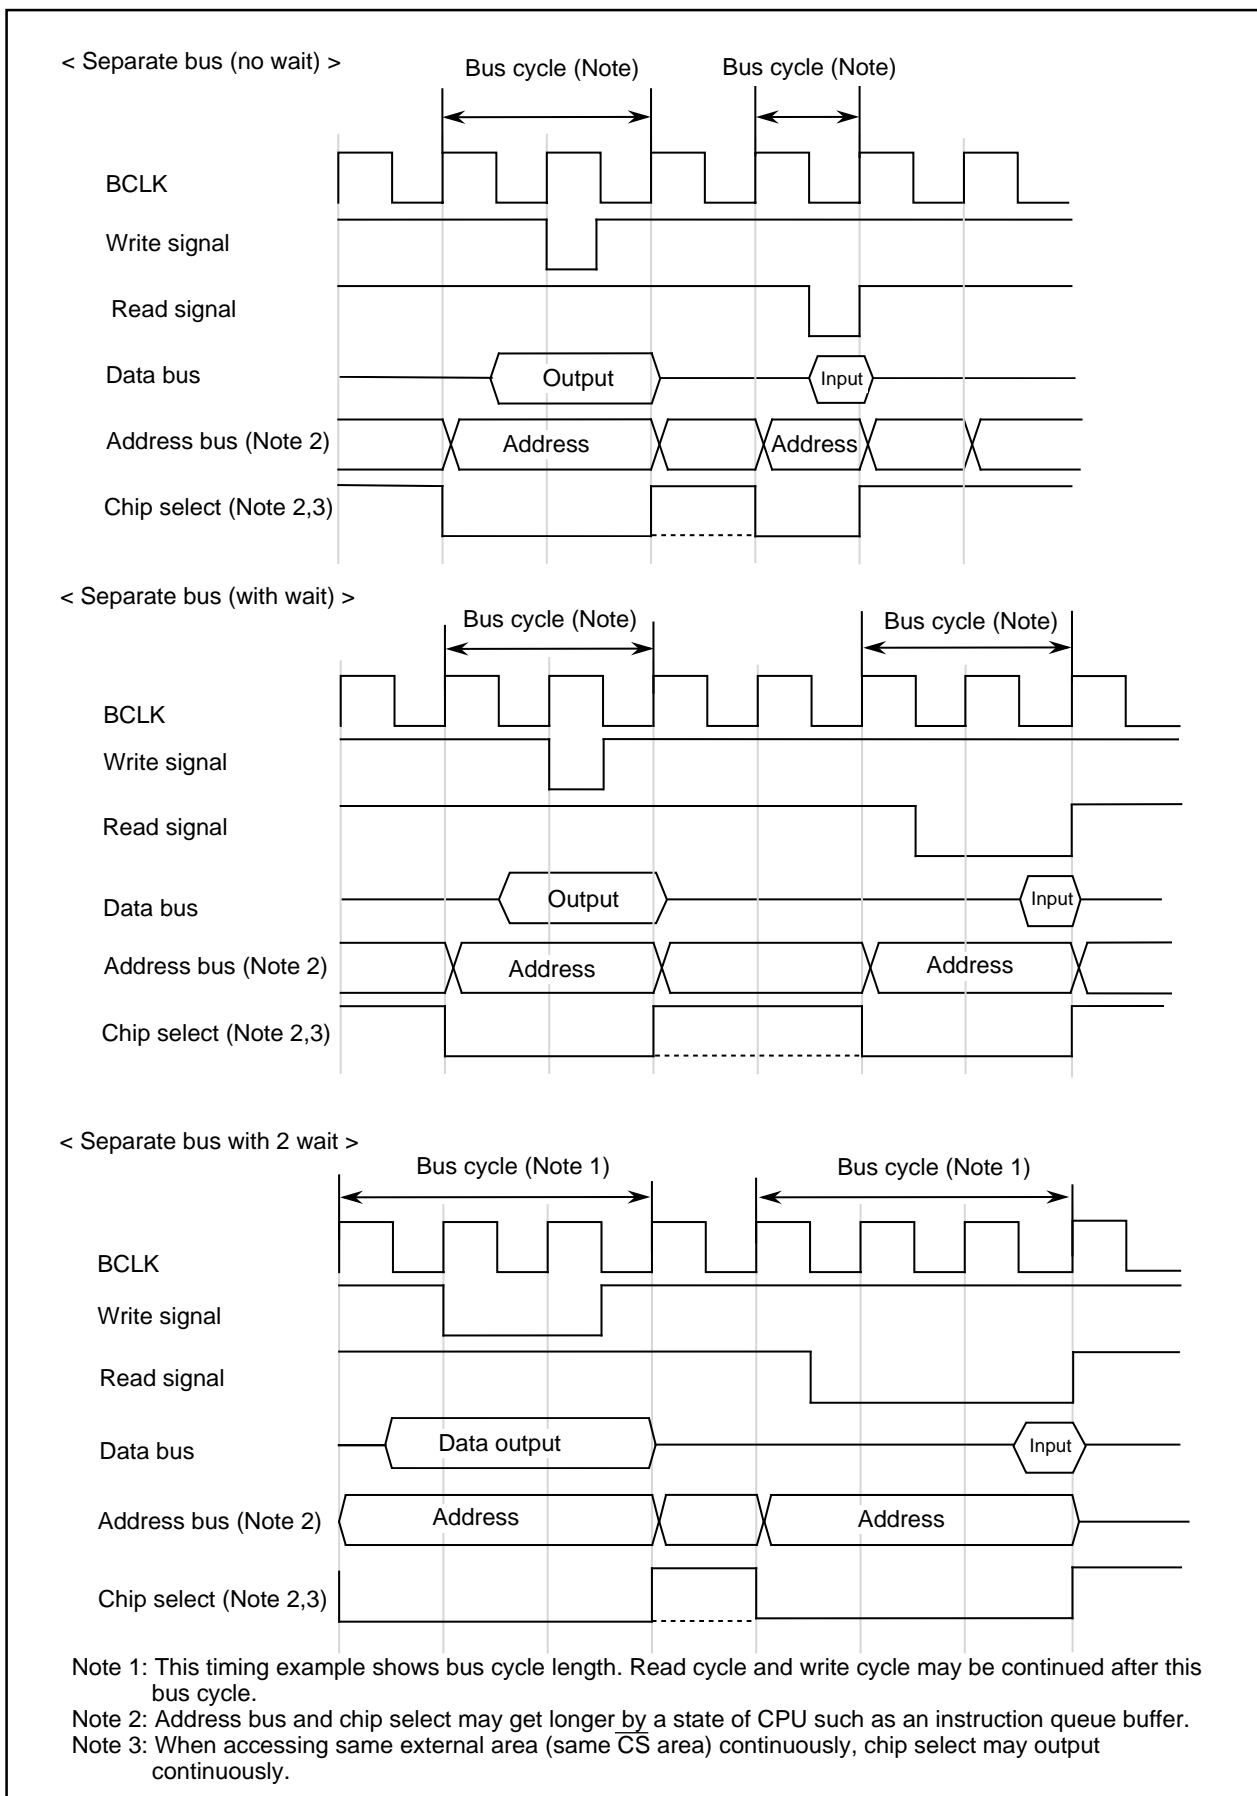 < Separate bus (no wait) >
Bus cycle (Note)
Bus cycle (Note)
BCLK
Write signal
Read signal
Data bus
Output
Input
Address bus (Note 2)
Address
Address
Chip select (Note 2,3)
< Separate bus (with wait) >
Bus cycle (Note)
Bus cycle (Note)
BCLK
Write signal
Read signal
Data bus
Output
Input
Address bus (Note 2)
Address
Address
Chip select (Note 2,3)
< Separate bus with 2 wait >
Bus cycle (Note 1)
Bus cycle (Note 1)
BCLK
Write signal
Read signal
Data bus
Data output
Input
Address bus (Note 2)
Address
Address
Chip select (Note 2,3)
Note 1: This timing example shows bus cycle length. Read cycle and write cycle may be continued after this
bus cycle.
Note 2: Address bus and chip select may get longer by a state of CPU such as an instruction queue buffer.
Note 3: When accessing same external area (same C̅S̅ area) continuously, chip select may output
continuously.